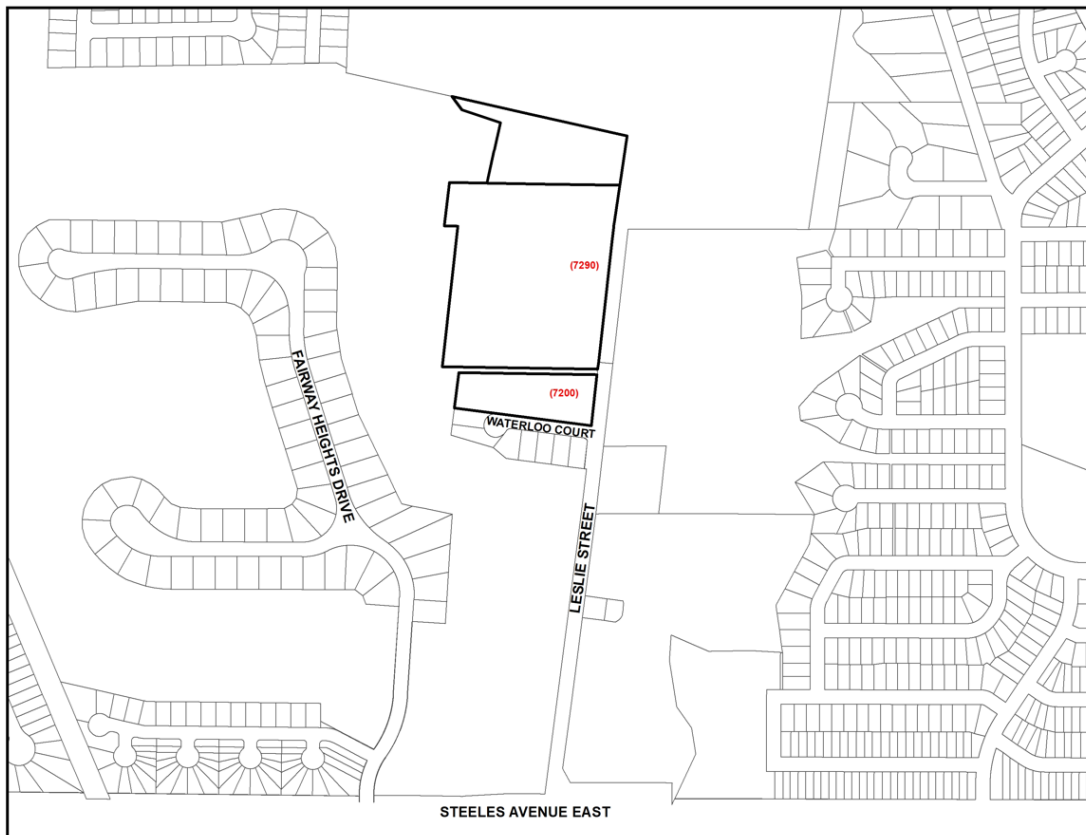 (7290)
FAIRWAY HEIGHTS DRIVE
(7200)
WATERLOO COURT
LESLIE STREET
STEELES AVENUE EAST